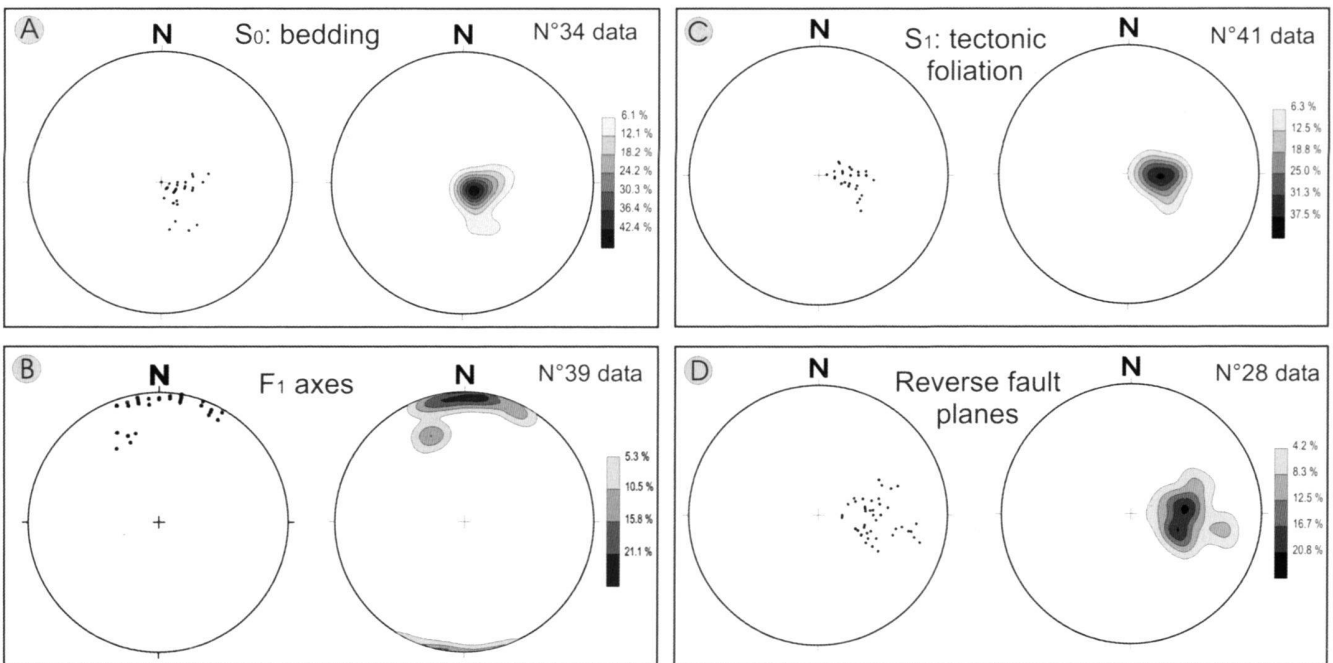 A
N
S0: bedding
N
N°34 data
6.1 %
12.1 %
18.2 %
24.2 %
30.3 %
36.4 %
42.4 %
C
N
S1: tectonic
foliation
N
N°41 data
6.3 %
12.5 %
18.8 %
25.0 %
31.3 %
37.5 %
B
N
F1 axes
N
N°39 data
5.3 %
10.5 %
15.8 %
21.1 %
D
N
Reverse fault
planes
N
N°28 data
4.2 %
8.3 %
12.5 %
16.7 %
20.8 %